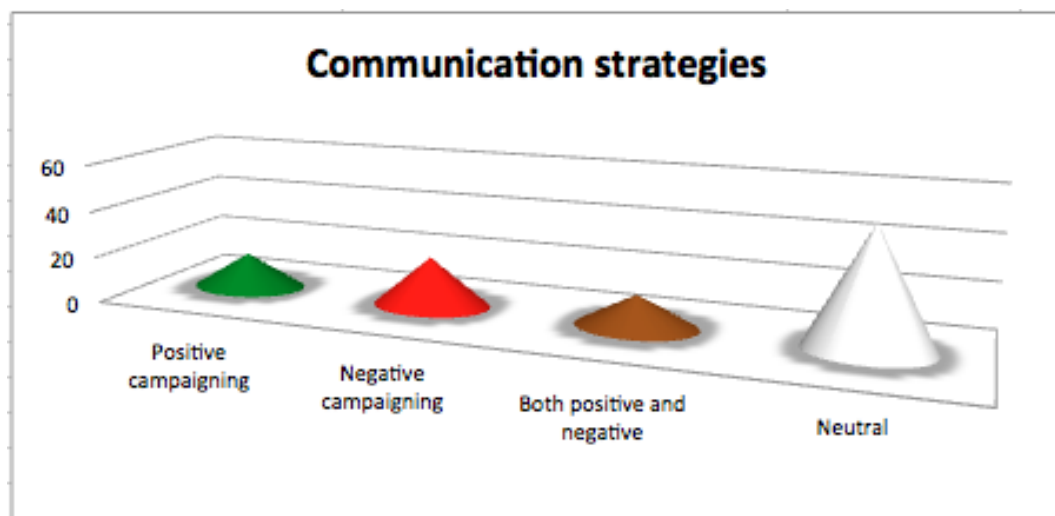 Communication strategies
60
40
20
0
Positive
campaigning
Negative
campaigning
Both positive and
negative
Neutral